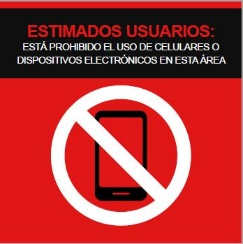 ESTIMADOS USUARIOS:
ESTÁ PROHIBIDO EL USO DE CELULARES O
DISPOSITIVOS ELECTRÓNICOS EN ESTA ÁREA